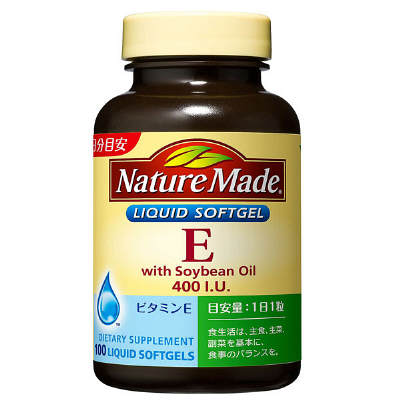 日分目安
Nature Made®
LIQUID SOFTGEL
E
with Soybean Oil
400 I.U.
ビタミンE
目安量:1日1粒
DIETARY SUPPLEMENT
100 LIQUID SOFTGELS
食生活は、主食、主菜、
副菜を基本に、
食事のバランスを。